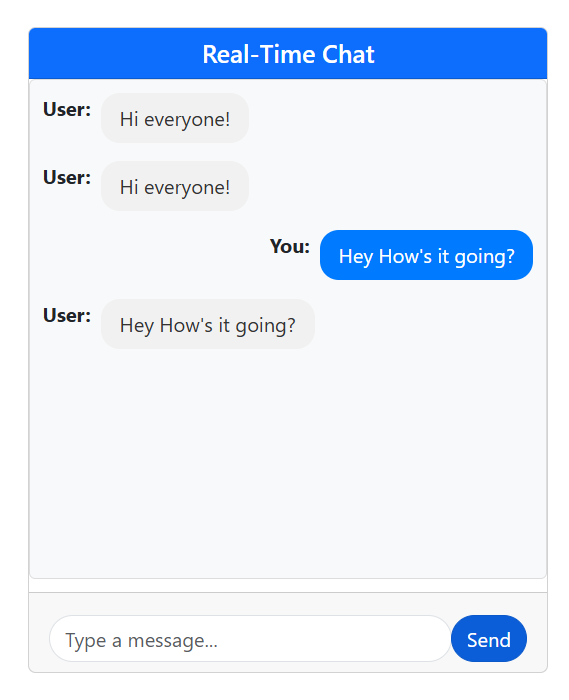 Real-Time Chat
User: Hi everyone!
User: Hi everyone!
You: Hey How's it going?
User: Hey How's it going?
Type a message...
Send